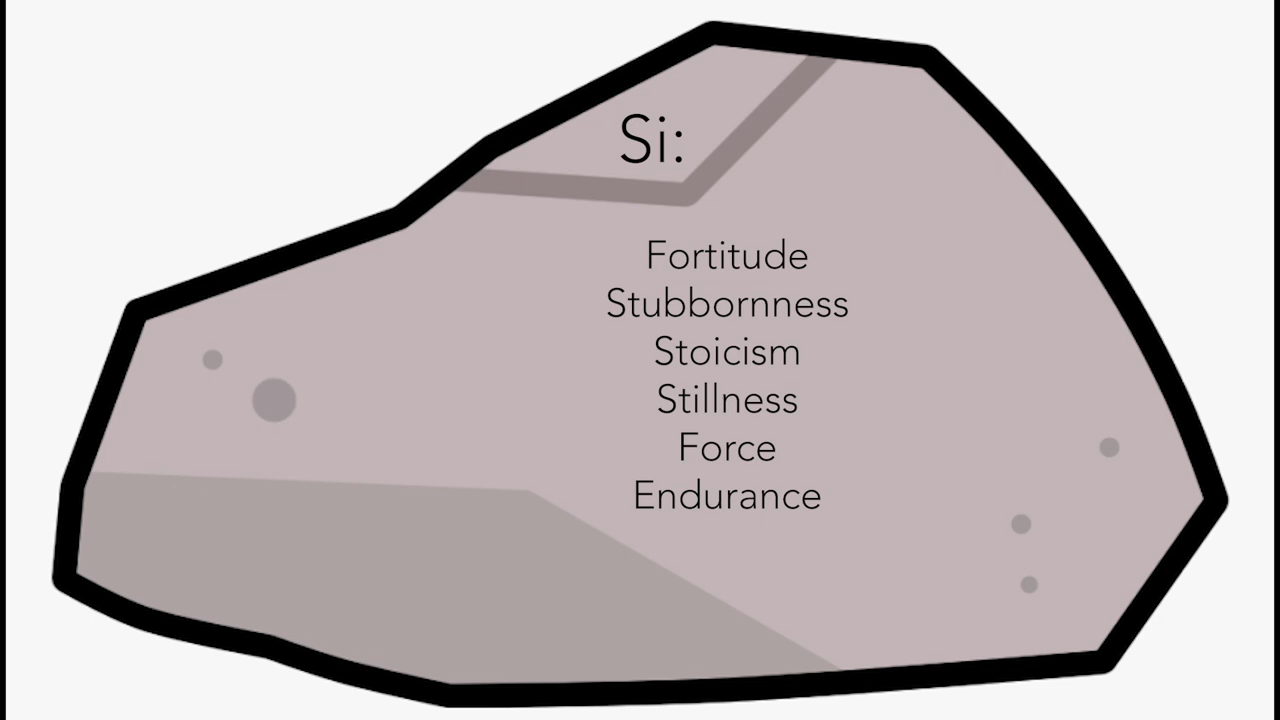 Si:
Fortitude
Stubbornness
Stoicism
Stillness
Force
Endurance